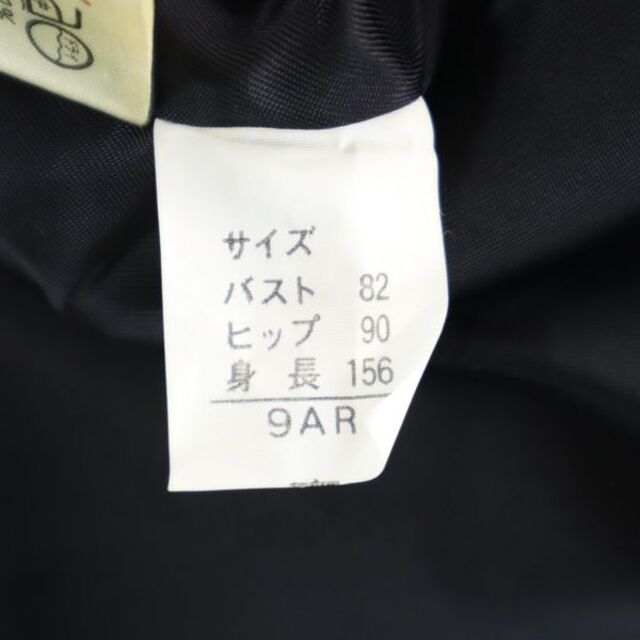 サイズ
バスト 82
ヒップ 90
身長 156
9AR